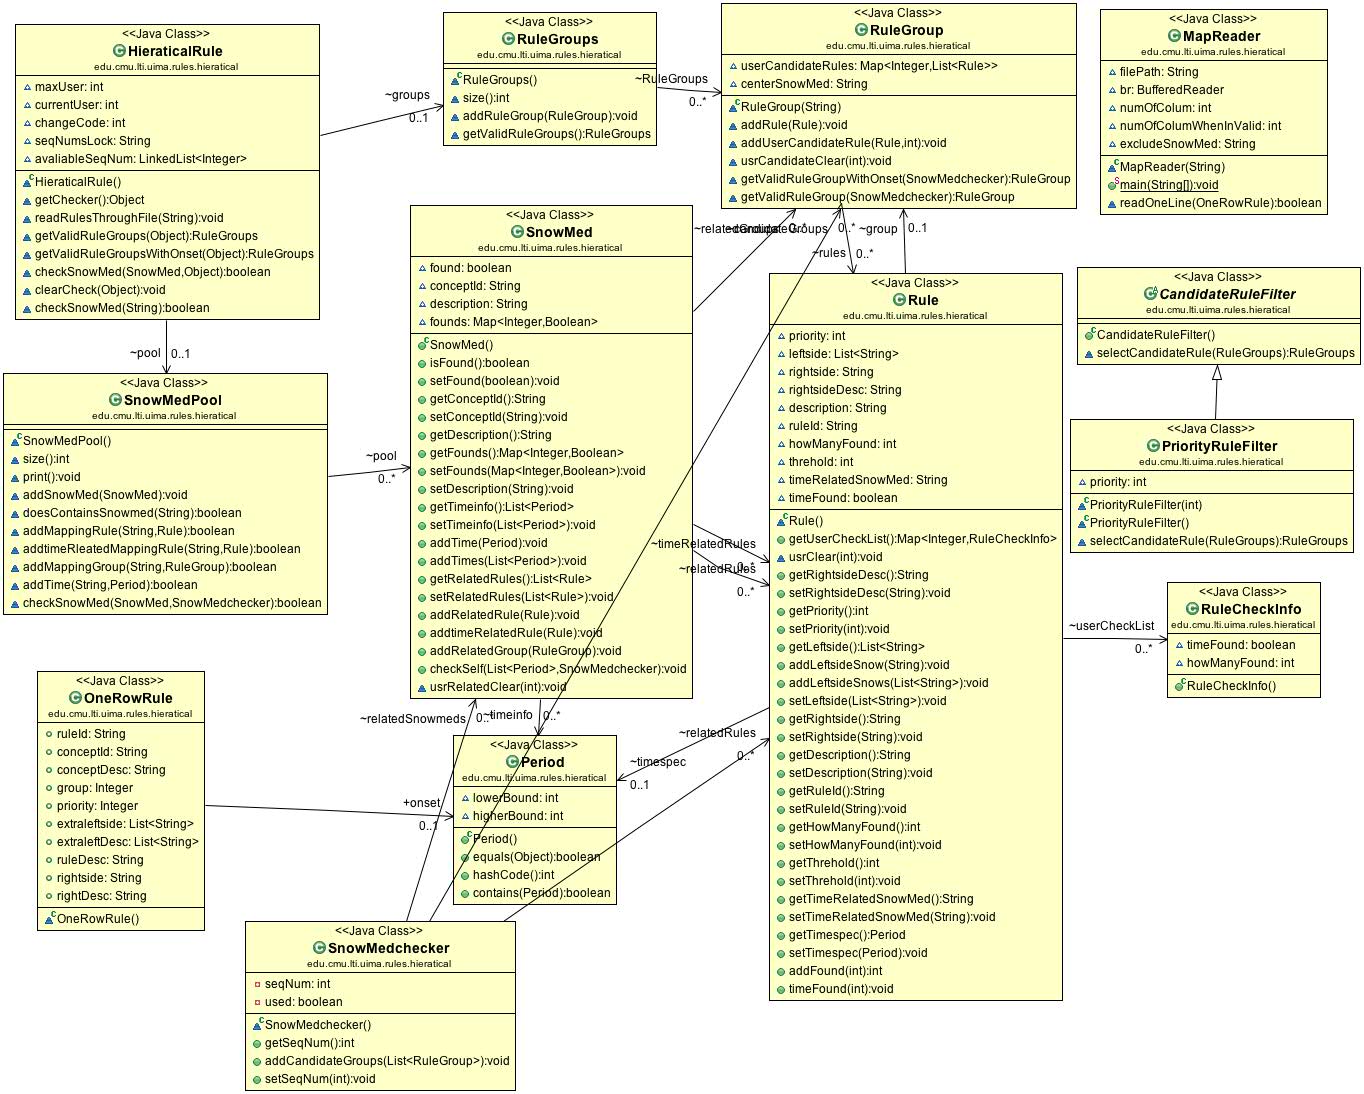 <<Java Class>>
HieraticalRule
edu.cmu.lti.uima.rules.hieratical
maxUser: int
currentUser: int
changeCode: int
seqNumsLock: String
avaliableSeqNum: LinkedList<Integer>
HieraticalRule()
getChecker():Object
readRulesThroughFile(String):void
getValidRuleGroups(Object):RuleGroups
getValidRuleGroupsWithOnset(Object):RuleGroups
checkSnowMed(SnowMed,Object):boolean
clearCheck(Object):void
checkSnowMed(String):boolean
~groups
0..1
~pool
0..1
<<Java Class>>
RuleGroups
edu.cmu.lti.uima.rules.hieratical
RuleGroups()
size():int
addRuleGroup(RuleGroup):void
getValidRuleGroups():RuleGroups
~RuleGroups
0..*
<<Java Class>>
RuleGroup
edu.cmu.lti.uima.rules.hieratical
userCandidateRules: Map<Integer,List<Rule>>
centerSnowMed: String
RuleGroup(String)
addRule(Rule):void
addUserCandidateRule(Rule,int):void
usrCandidateClear(int):void
getValidRuleGroupWithOnset(SnowMedchecker):RuleGroup
getValidRuleGroup(SnowMedchecker):RuleGroup
<<Java Class>>
MapReader
edu.cmu.lti.uima.rules.hieratical
filePath: String
br: BufferedReader
numOfColum: int
numOfColumWhenInValid: int
excludeSnowMed: String
MapReader(String)
main(String[]):void
readOneLine(OneRowRule):boolean
<<Java Class>>
SnowMed
edu.cmu.lti.uima.rules.hieratical
found: boolean
conceptId: String
description: String
founds: Map<Integer,Boolean>
SnowMed()
isFound():boolean
setFound(boolean):void
getConceptId():String
setConceptId(String):void
getDescription():String
getFounds():Map<Integer,Boolean>
setFounds(Map<Integer,Boolean>):void
setDescription(String):void
getTimeinfo():List<Period>
setTimeinfo(List<Period>):void
addTime(Period):void
addTimes(List<Period>):void
getRelatedRules():List<Rule>
setRelatedRules(List<Rule>):void
addRelatedRule(Rule):void
addtimeRelatedRule(Rule):void
addRelatedGroup(RuleGroup):void
checkSelf(List<Period>,SnowMedchecker):void
usrRelatedClear(int):void
0..*
~rules
0..*
~group
0..1
~timeRelatedRules
~relatedRules
0..*
<<Java Class>>
Rule
edu.cmu.lti.uima.rules.hieratical
priority: int
leftside: List<String>
rightside: String
rightsideDesc: String
description: String
ruleId: String
howManyFound: int
threhold: int
timeRelatedSnowMed: String
timeFound: boolean
Rule()
getUserCheckList():Map<Integer,RuleCheckInfo>
usrClear(int):void
getRightsideDesc():String
setRightsideDesc(String):void
getPriority():int
setPriority(int):void
getLeftside():List<String>
addLeftsideSnow(String):void
addLeftsideSnows(List<String>):void
setLeftside(List<String>):void
getRightside():String
setRightside(String):void
getDescription():String
setDescription(String):void
getRuleId():String
setRuleId(String):void
getHowManyFound():int
setHowManyFound(int):void
getThrehold():int
setThrehold(int):void
getTimeRelatedSnowMed():String
setTimeRelatedSnowMed(String):void
getTimespec():Period
setTimespec(Period):void
addFound(int):int
timeFound(int):void
<<Java Class>>
CandidateRuleFilter
edu.cmu.lti.uima.rules.hieratical
CandidateRuleFilter()
selectCandidateRule(RuleGroups):RuleGroups
<<Java Class>>
PriorityRuleFilter
edu.cmu.lti.uima.rules.hieratical
priority: int
PriorityRuleFilter(int)
PriorityRuleFilter()
selectCandidateRule(RuleGroups):RuleGroups
~userCheckList
0..*
<<Java Class>>
RuleCheckInfo
edu.cmu.lti.uima.rules.hieratical
timeFound: boolean
howManyFound: int
RuleCheckInfo()
<<Java Class>>
SnowMedPool
edu.cmu.lti.uima.rules.hieratical
SnowMedPool()
size():int
print():void
addSnowMed(SnowMed):void
doesContainsSnowmed(String):boolean
addMappingRule(String,Rule):boolean
addtimeRleatedMappingRule(String,Rule):boolean
addMappingGroup(String,RuleGroup):boolean
addTime(String,Period):boolean
checkSnowMed(SnowMed,SnowMedchecker):boolean
~pool
0..*
<<Java Class>>
OneRowRule
edu.cmu.lti.uima.rules.hieratical
ruleId: String
conceptId: String
conceptDesc: String
group: Integer
priority: Integer
extraleftside: List<String>
extraleftDesc: List<String>
ruleDesc: String
rightside: String
rightDesc: String
OneRowRule()
+onset
0..1
~relatedSnowmeds
0..*
~timeinfo
0..*
~relatedRules
0..*
~timespec
0..1
<<Java Class>>
Period
edu.cmu.lti.uima.rules.hieratical
lowerBound: int
higherBound: int
Period()
equals(Object):boolean
hashCode():int
contains(Period):boolean
<<Java Class>>
SnowMedchecker
edu.cmu.lti.uima.rules.hieratical
seqNum: int
used: boolean
SnowMedchecker()
getSeqNum():int
addCandidateGroups(List<RuleGroup>):void
setSeqNum(int):void